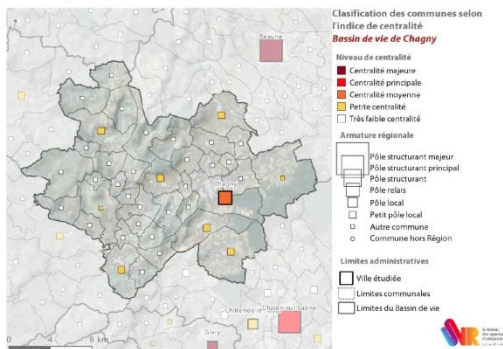 Clasification des communes selon
l'indice de centralité
Bassin de vie de Chagny
Niveau de centralité
Centralité majeure
Centralité principale
Centralité moyenne
Petite centralité
Très faible centralité
Armature régionale
Pôle structurant majeur
Pôle structurant principal
Pôle structurant
Pôle relais
Pôle local
Petit pôle local
Autre commune
Commune hors Région
Limites administratives
Ville étudiée
Limites communales
Limites du Bassin de vie
Beaune
Chagny
Chalon-sur-Saône
Givry
0 4 8 km